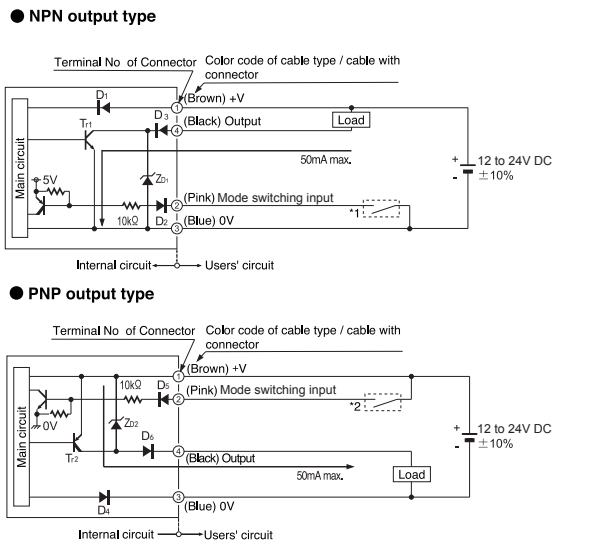 ● NPN output type
Terminal No of Connector
Color code of cable type / cable with
connector
D1
1
(Brown) +V
Tr1
D3
4
(Black) Output
Load
50mA max.
+
-
12 to 24V DC
±10%
Main circuit
5V
ZD1
10kΩ
D2
2
(Pink) Mode switching input
*1
3
(Blue) 0V
Internal circuit
Users' circuit
● PNP output type
Terminal No of Connector
Color code of cable type / cable with
connector
1
(Brown) +V
10kΩ
D5
2
(Pink) Mode switching input
*2
Main circuit
0V
ZD2
Tr2
D6
4
(Black) Output
50mA max.
Load
+
-
12 to 24V DC
±10%
D4
3
(Blue) 0V
Internal circuit
Users' circuit